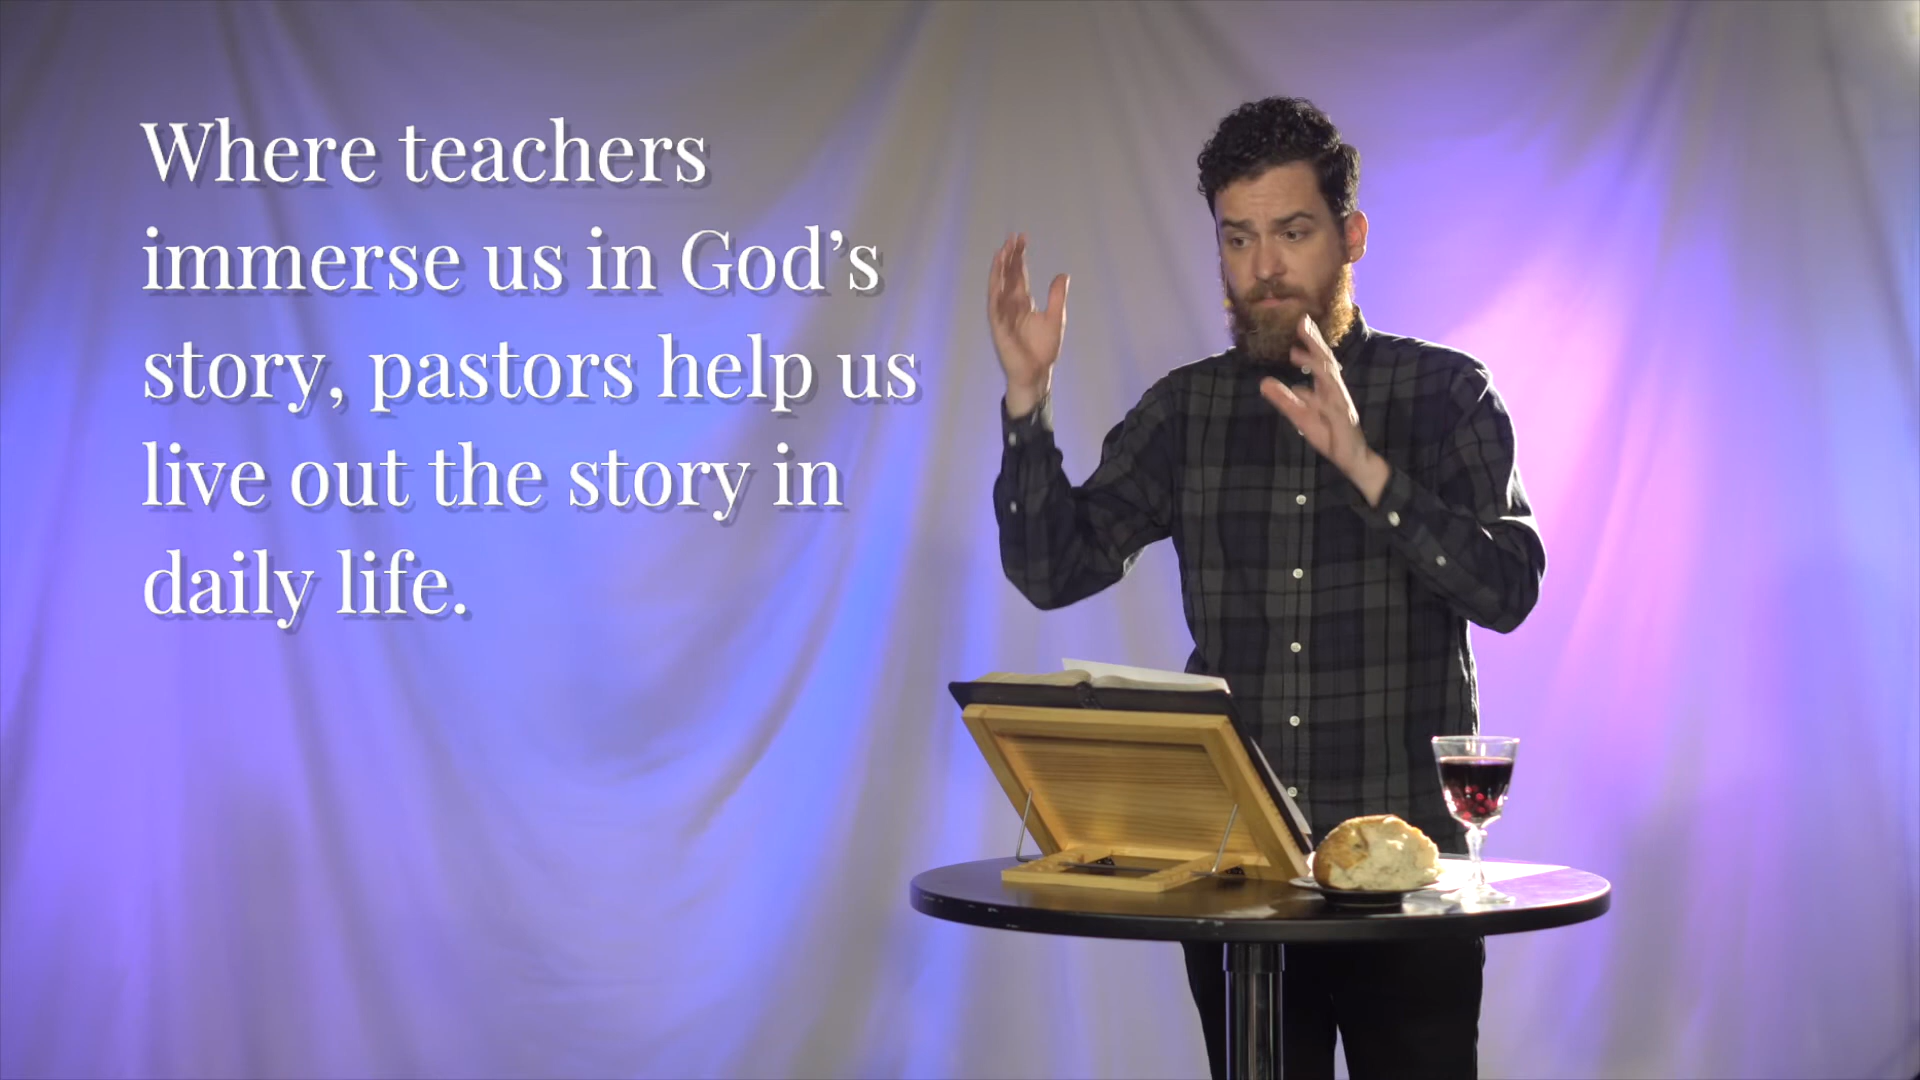 Where teachers
immerse us in God’s
story, pastors help us
live out the story in
daily life.